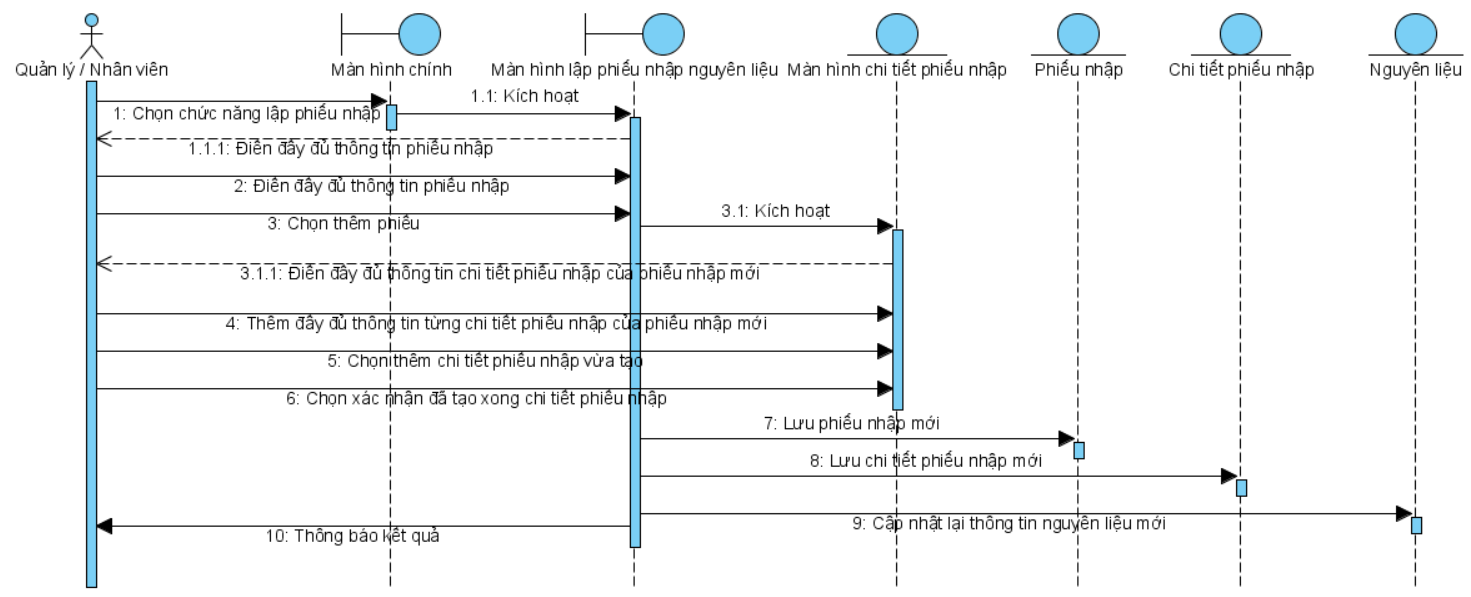 Quản lý / Nhân viên
Màn hình chính
Màn hình lập phiếu nhập nguyên liệu
Màn hình chi tiết phiếu nhập
Phiếu nhập
Chi tiết phiếu nhập
Nguyên liệu
1: Chọn chức năng lập phiếu nhập
1.1: Kích hoạt
1.1.1: Điền đầy đủ thông tin phiếu nhập
2: Điền đầy đủ thông tin phiếu nhập
3: Chọn thêm phiếu
3.1: Kích hoạt
3.1.1: Điền đầy đủ thông tin chi tiết phiếu nhập của phiếu nhập mới
4: Thêm đầy đủ thông tin từng chi tiết phiếu nhập của phiếu nhập mới
5: Chọn thêm chi tiết phiếu nhập vừa tạo
6: Chọn xác nhận đã tạo xong chi tiết phiếu nhập
7: Lưu phiếu nhập mới
8: Lưu chi tiết phiếu nhập mới
9: Cập nhật lại thông tin nguyên liệu mới
10: Thông báo kết quả